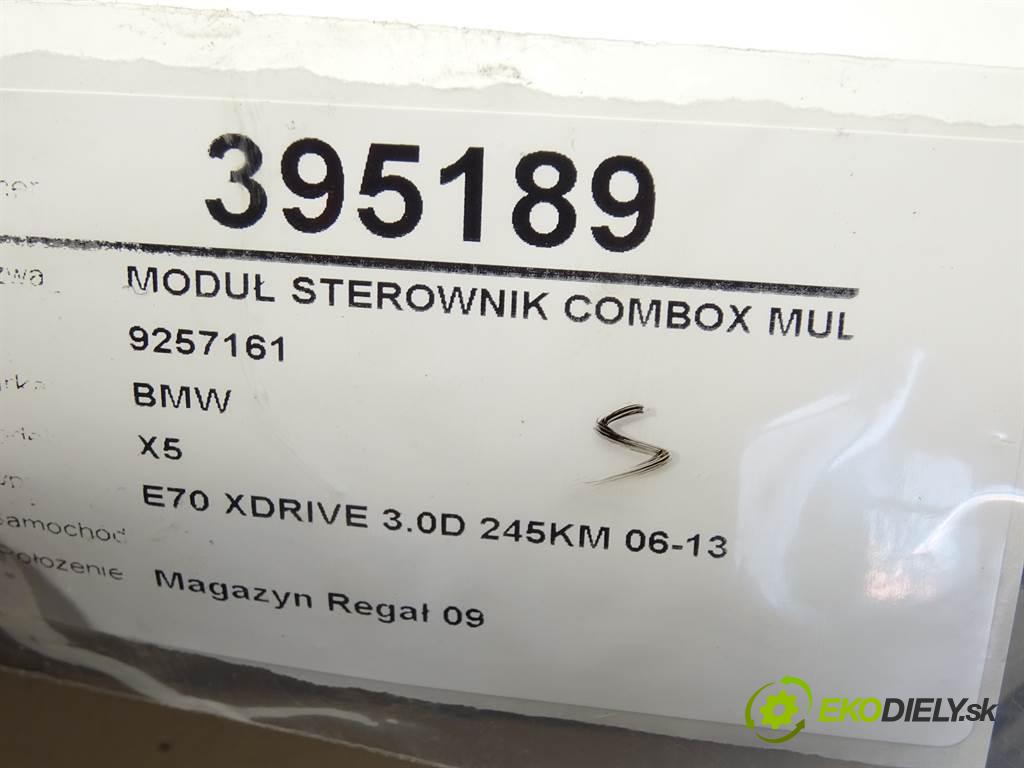 395189
MODUŁ STEROWNIK COMBOX MUL
9257161
BMW
X5
E70 XDRIVE 3.0D 245KM 06-13
Samochód
Położenie Magazyn Regał 09
S
EKODIELY.sk